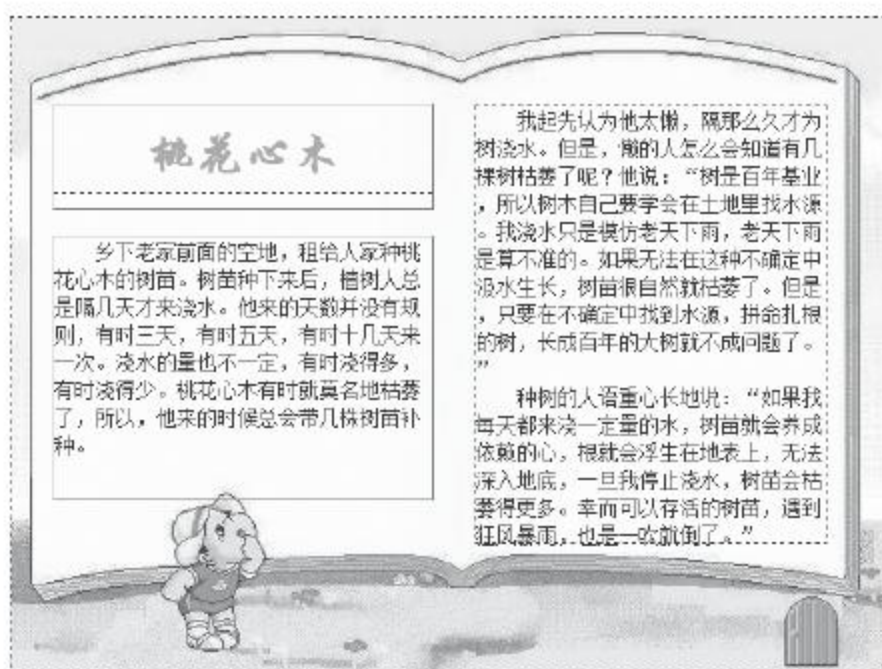 桃花心木
乡下老家前面的空地，租给人家种桃
花心木的树苗。树苗种下来后，植树人总
是隔几天才来浇水。他来的天数并没有规
则，有时三天，有时五天，有时十几天来
一次。浇水的量也不一定，有时浇得多，
有时浇得少。桃花心木有时就莫名地枯萎
了，所以，他来的时候总会带几株树苗补
种。
我起先认为他太懒，隔那么久才为
树浇水。但是，懒的人怎么会知道有几
棵树枯萎了呢？他说：“树是百年基业
，所以树木自己要学会在土地里找水源
。我浇水只是模仿老天下雨，老天下雨
是算不准的。如果无法在这种不确定中
汲水生长，树苗很自然就枯萎了。但是
，只要在不确定中找到水源，拼命扎根
的树，长成百年的大树就不成问题了。
”
种树的人语重心长地说：“如果我
每天都来浇一定量的水，树苗就会养成
依赖的心，根就会浮生在地表上，无法
深入地底，一旦我停止浇水，树苗会枯
萎得更多。幸而可以存活的树苗，遇到
狂风暴雨，也是一吹就倒了。”